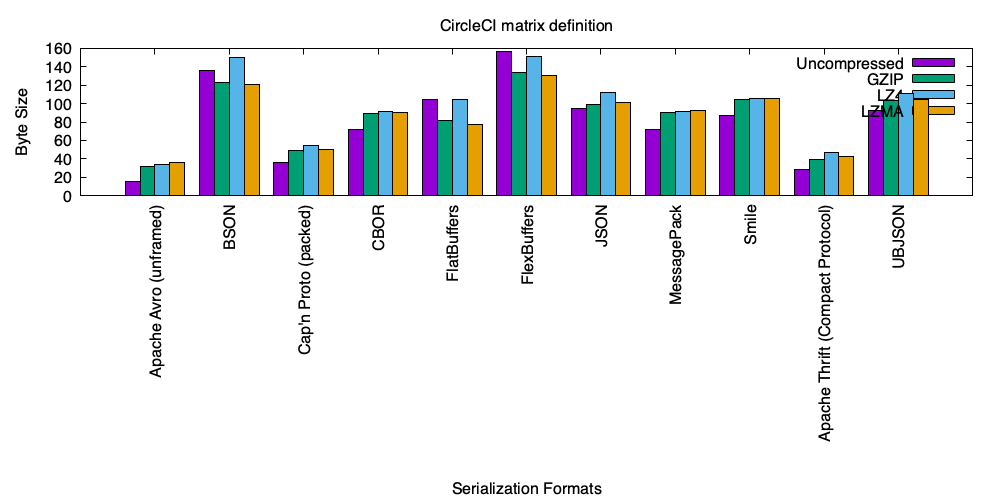 CircleCI matrix definition
160
140
120
100
80
60
40
20
0
Byte Size
Uncompressed
GZIP
LZ4
LZMA
Apache Avro (unframed)
BSON
Cap'n Proto (packed)
CBOR
FlatBuffers
FlexBuffers
JSON
MessagePack
Smile
Apache Thrift (Compact Protocol)
UBJSON
Serialization Formats